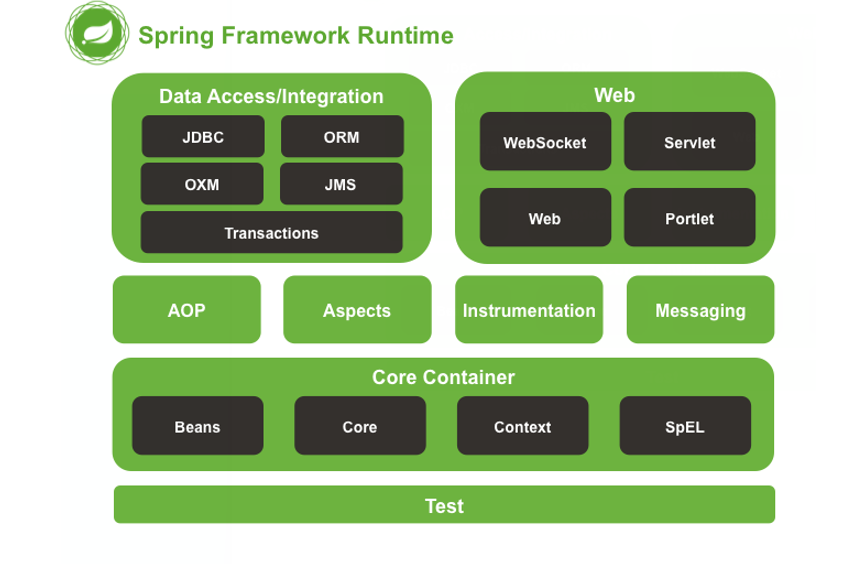 Spring Framework Runtime
Data Access/Integration
JDBC
ORM
OXM
JMS
Transactions
Web
WebSocket
Servlet
Web
Portlet
AOP
Aspects
Instrumentation
Messaging
Core Container
Beans
Core
Context
SpEL
Test